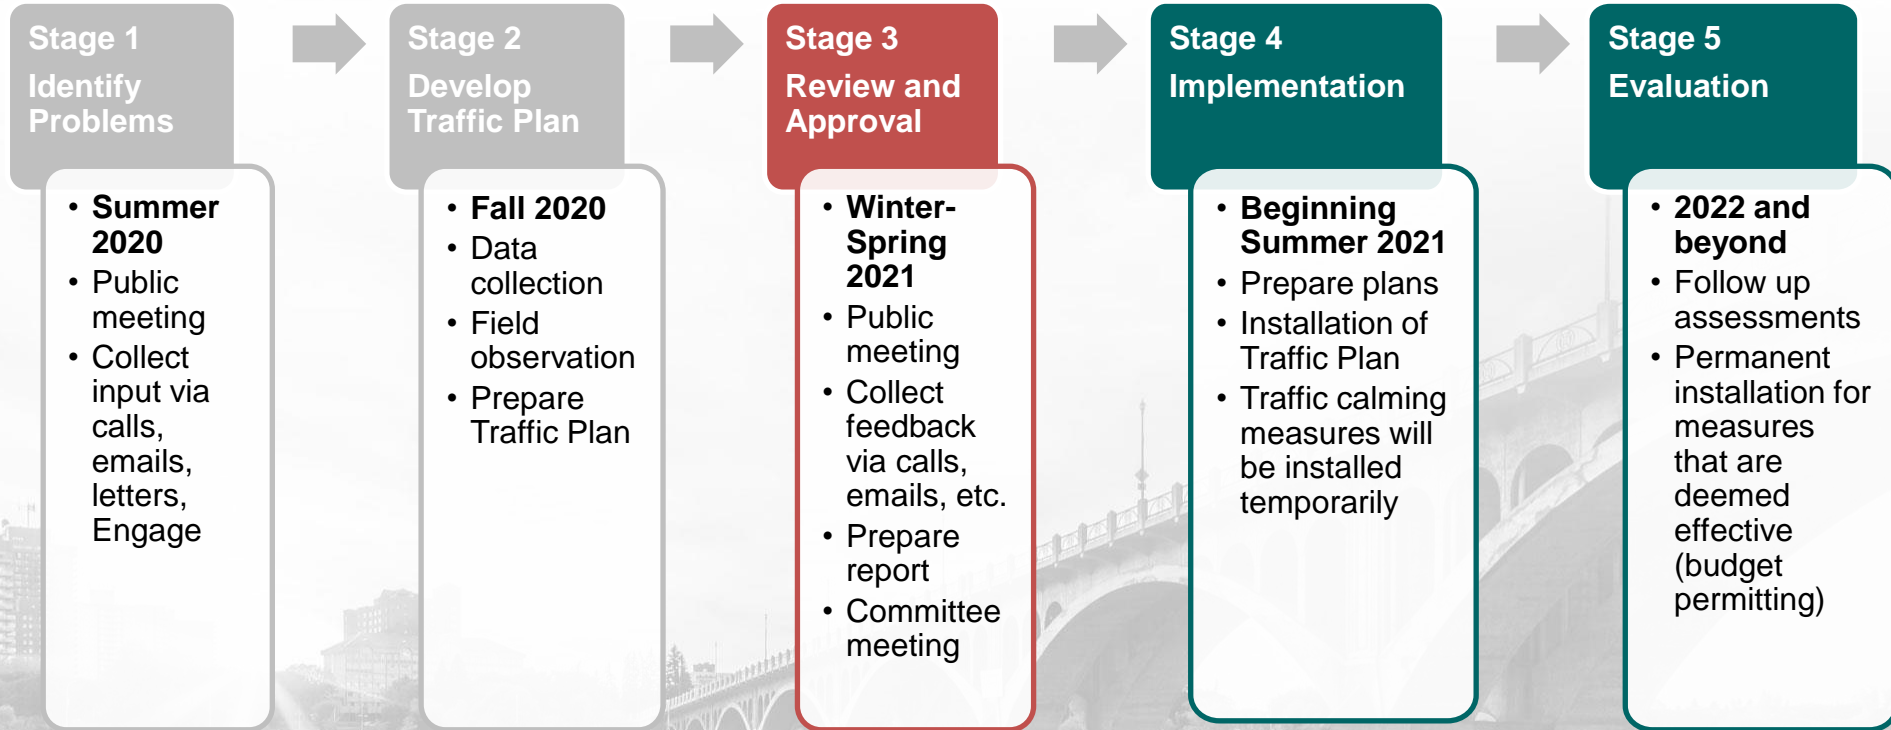 Stage 1
Identify
Problems
• Summer
2020
• Public
meeting
• Collect
input via
calls,
emails,
letters,
Engage
Stage 2
Develop
Traffic Plan
• Fall 2020
• Data
collection
• Field
observation
• Prepare
Traffic Plan
Stage 3
Review and
Approval
• Winter-
Spring
2021
• Public
meeting
• Collect
feedback
via calls,
emails, etc.
• Prepare
report
• Committee
meeting
Stage 4
Implementation
• Beginning
Summer 2021
• Prepare plans
• Installation of
Traffic Plan
• Traffic calming
measures will
be installed
temporarily
Stage 5
Evaluation
• 2022 and
beyond
• Follow up
assessments
• Permanent
installation for
measures
that are
deemed
effective
(budget
permitting)